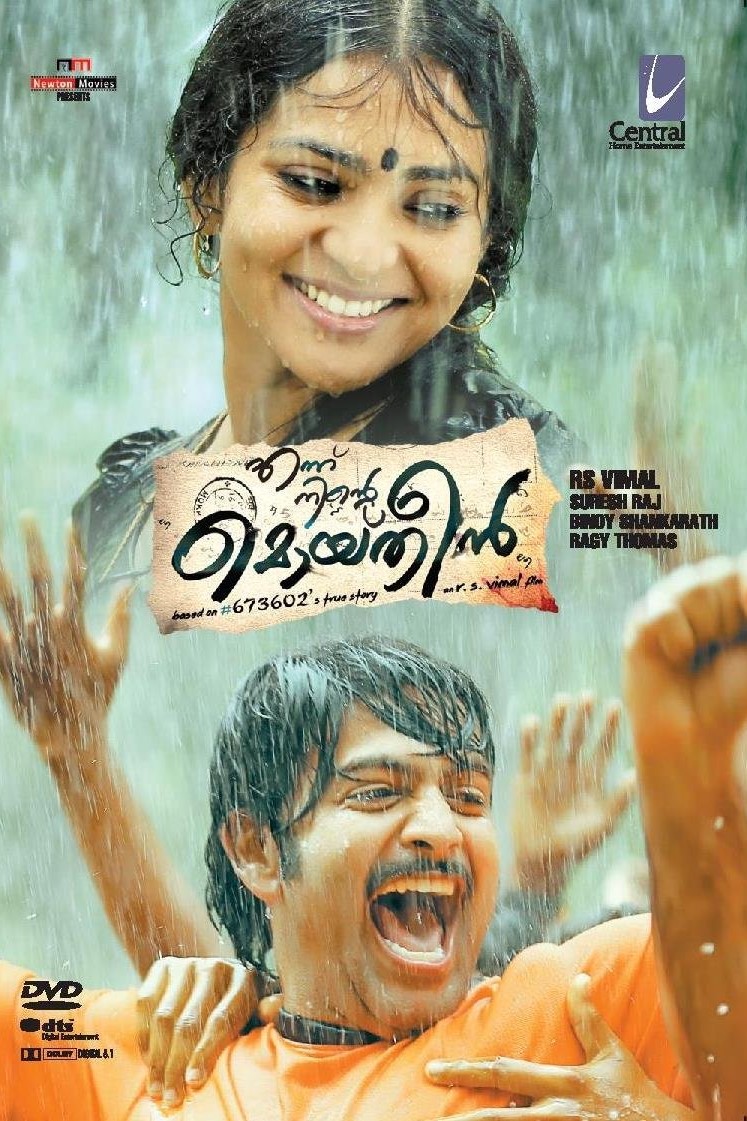 Newton Movies
PRESENTS
Central
Home Entertainment
എന്ന്
നിന്റെ
മൊയ്തീൻ
based on #673602's true story
an r. s. vimal film
RS VIMAL
SURESH RAJ
BINOY SHANKARATH
RAGY THOMAS
DVD
dts
Digital Entertainment
DOLBY DIGITAL 5.1